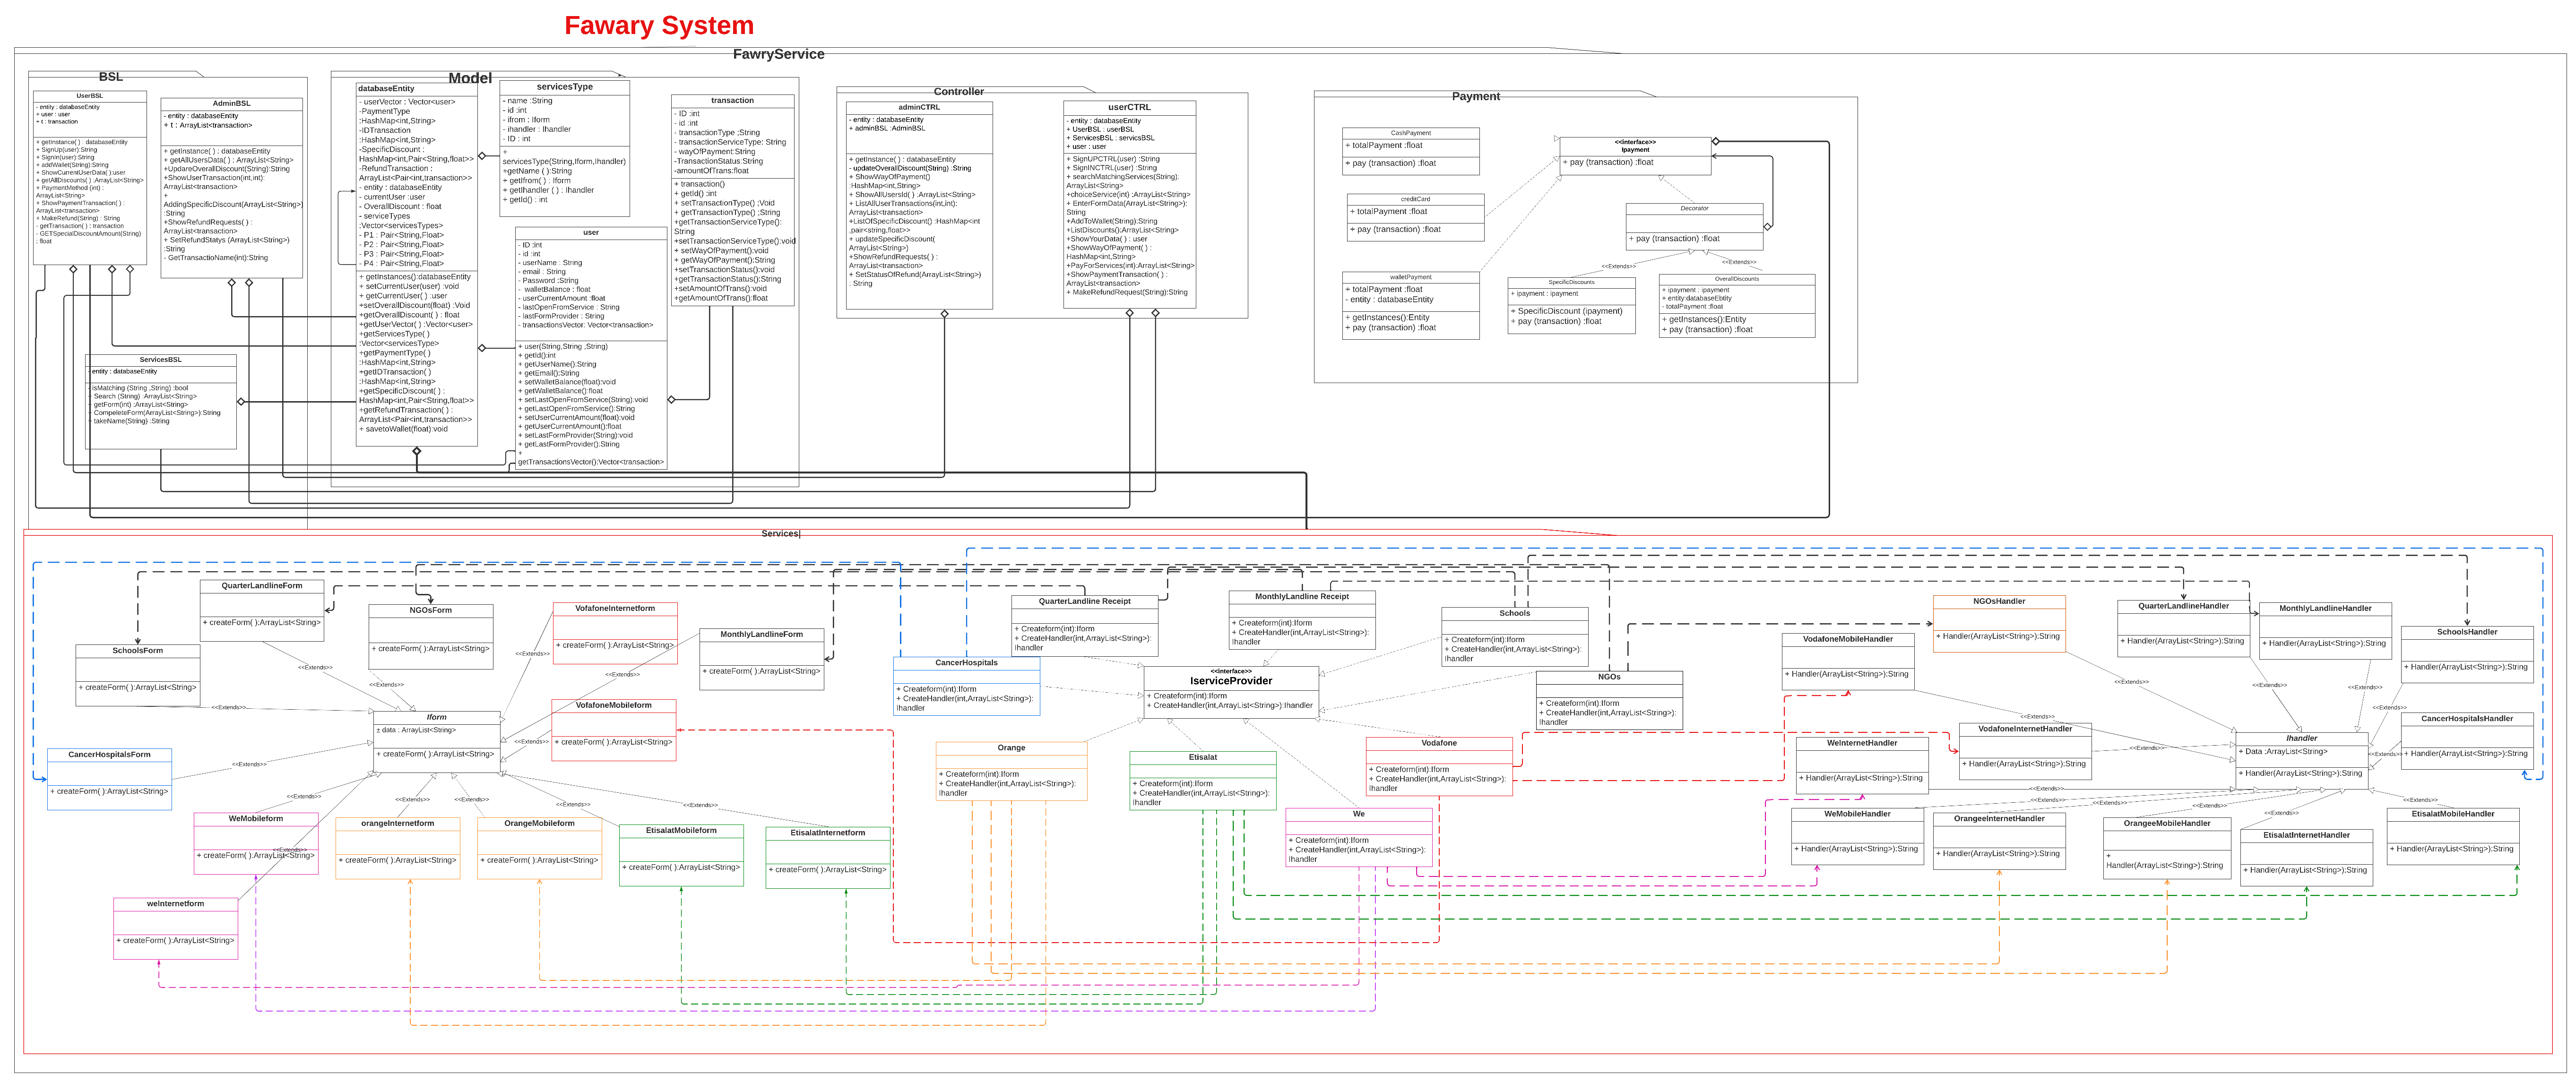 Fawary System
FawryService
BSL
UserBSL
- entity : databaseEntity
+ user : user
+ t : transaction
+ getInstance( ) : databaseEntity
+ SignUp(user):String
+ SignIn(user):String
+ addWallet(String):String
+ ShowCurrentUserData( ):user
+ getAllDiscounts( ) :ArrayList<String>
+ PaymentMethod (int) :
ArrayList<String>
+ ShowPaymentTransaction( ) :
ArrayList<transaction>
+ MakeRefund(String) : String
- getTransaction( ) : transaction
- GETSpecialDiscountAmount(String)
: float
AdminBSL
- entity : databaseEntity
+ t : ArrayList<transaction>
+ getInstance( ) : databaseEntity
+ getAllUsersData( ) : ArrayList<String>
+UpdareOverallDiscount(String):String
+ShowUserTransaction(int,int):
ArrayList<transaction>
+
AddingSpecificDiscount(ArrayList<String>)
:String
+ShowRefundRequests( ) :
ArrayList<transaction>
+ SetRefundStatys (ArrayList<String>)
:String
- GetTransactioName(int):String
ServicesBSL
- entity : databaseEntity
- isMatching (String ,String) :bool
+ Search (String) :ArrayList<String>
+ getForm(int) :ArrayList<String>
+ CompeleteForm(ArrayList<String>):String
+ takeName(String) :String
Model
databaseEntity
- userVector : Vector<user>
-PaymentType
:HashMap<int,String>
-IDTransaction
:HashMap<int,String>
-SpecificDiscount :
HashMap<int,Pair<String,float>>
-RefundTransaction :
ArrayList<Pair<int,transaction>>
- entity : databaseEntity
- currentUser :user
- OverallDiscount : float
- serviceTypes
:Vector<servicesTypes>
- P1 : Pair<String,Float>
- P2 : Pair<String,Float>
- P3 : Pair<String,Float>
- P4 : Pair<String,Float>
+ getInstances():databaseEntity
+ setCurrentUser(user) :void
+ getCurrentUser( ) :user
+setOverallDiscount(float) :Void
+getOverallDiscount( ) : float
+getUserVector( ) :Vector<user>
+getServicesType( )
:Vector<servicesType>
+getPaymentType( )
:HashMap<int,String>
+getIDTransaction( )
:HashMap<int,String>
+getSpecificDiscount( ) :
HashMap<int,Pair<String,float>>
+getRefundTransaction( ) :
ArrayList<Pair<int,transaction>>
+ savetoWallet(float):void
servicesType
- name :String
- id :int
- ifrom : Iform
- ihandler : Ihandler
- ID : int
+
servicesType(String,Iform,Ihandler)
+getName ( ):String
+ getIfrom( ) : Iform
+ getIhandler ( ) : Ihandler
+ getId() : int
user
- ID :int
- id :int
- userName : String
- email : String
- Password :String
- walletBalance : float
- userCurrentAmount :float
- lastOpenFromService : String
- lastFormProvider : String
- transactionsVector: Vector<transaction>
+ user(String,String ,String)
+ getId():int
+ getUserName():String
+ getEmail():String
+ setWalletBalance(float):void
+ getWalletBalance():float
+ setLastOpenFromService(String):void
+ getLastOpenFromService():String
+ setUserCurrentAmount(float):void
+ getUserCurrentAmount():float
+ setLastFormProvider(String):void
+ getLastFormProvider():String
+
getTransactionsVector():Vector<transaction>
transaction
- ID :int
- id :int
- transactionType ;String
- transactionServiceType: String
- wayOfPayment:String
-TransactionStatus:String
-amountOfTrans:float
+ transaction()
+ getId() :int
+ setTransactionType() ;Void
+ getTransactionType() ;String
+getTransactionServiceType():
String
+setTransactionServiceType():void
+ setWayOfPayment():void
+ getWayOfPayment():String
+setTransactionStatus():void
+getTransactionStatus():String
+setAmountOfTrans():void
+getAmountOfTrans():float
Controller
adminCTRL
- entity : databaseEntity
+ adminBSL :AdminBSL
+ getInstance( ) : databaseEntity
- updateOverallDiscount(String) :String
+ ShowWayOfPayment()
:HashMap<int,String>
+ ShowAllUsersId( ) :ArrayList<String>
+ ListAllUserTransactions(int,int):
ArrayList<transaction>
+ListOfSpecificDiscount() :HashMap<int
,pair<string,float>>
+ updateSpecificDiscount(
ArrayList<String>)
+ShowRefundRequests( ) :
ArrayList<transaction>
+ SetStatusOfRefund(ArrayList<String>)
: String
userCTRL
- entity : databaseEntity
+ UserBSL : userBSL
+ ServicesBSL : servicsBSL
+ user : user
+ SignUPCTRL(user) :String
+ SignINCTRL(user) :String
+ searchMatchingServices(String):
ArrayList<String>
+choiceService(int) :ArrayList<String>
+ EnterFormData(ArrayList<String>):
String
+AddToWallet(String):String
+ListDiscounts();ArrayList<String>
+ShowYourData( ) : user
+ShowWayOfPayment( ) :
HashMap<int,String>
+PayForServices(int):ArrayList<String>
+ShowPaymentTransaction( ) :
ArrayList<transaction>
+ MakeRefundRequest(String):String
Payment
CashPayment
+ totalPayment :float
+ pay (transaction) :float
creditCard
+ totalPayment :float
+ pay (transaction) :float
walletPayment
+ totalPayment :float
- entity : databaseEntity
+ getInstances():Entity
+ pay (transaction) :float
<<interface>>
Ipayment
+ pay (transaction) :float
Decorator
+ pay (transaction) :float
<<Extends>>
<<Extends>>
SpecificDiscounts
+ ipayment : ipayment
+ SpecificDiscount (ipayment)
+ pay (transaction) :float
OverallDiscounts
+ ipayment : ipayment
+ entity:databaseEbtity
- totalPayment :float
+ getInstances():Entity
+ pay (transaction) :float
Services|
QuarterLandlineForm
+ createForm( ):ArrayList<String>
NGOsForm
+ createForm( ):ArrayList<String>
VofafoneInternetform
+ createForm( ):ArrayList<String>
MonthlyLandlineForm
+ createForm( ):ArrayList<String>
SchoolsForm
+ createForm( ):ArrayList<String>
<<Extends>>
<<Extends>>
<<Extends>>
<<Extends>>
<<Extends>>
VofafoneMobileform
+ createForm( ):ArrayList<String>
<<Extends>>
Iform
± data : ArrayList<String>
+ createForm( ):ArrayList<String>
CancerHospitalsForm
+ createForm( ):ArrayList<String>
<<Extends>>
<<Extends>>
<<Extends>>
<<Extends>>
<<Extends>>
<<Extends>>
WeMobileform
+ createForm( ):ArrayList<String>
<<Extends>>
orangeInternetform
+ createForm( ):ArrayList<String>
OrangeMobileform
+ createForm( ):ArrayList<String>
EtisalatMobileform
+ createForm( ):ArrayList<String>
EtisalatInternetform
+ createForm( ):ArrayList<String>
weInternetform
+ createForm( ):ArrayList<String>
QuarterLandline Receipt
+ Createform(int):Iform
+ CreateHandler(int,ArrayList<String>):
Ihandler
MonthlyLandline Receipt
+ Createform(int):Iform
+ CreateHandler(int,ArrayList<String>):
Ihandler
Schools
+ Createform(int):Iform
+ CreateHandler(int,ArrayList<String>):
Ihandler
CancerHospitals
+ Createform(int):Iform
+ CreateHandler(int,ArrayList<String>):
Ihandler
<<interface>>
IserviceProvider
+ Createform(int):Iform
+ CreateHandler(int,ArrayList<String>):Ihandler
NGOs
+ Createform(int):Iform
+ CreateHandler(int,ArrayList<String>):
Ihandler
Orange
+ Createform(int):Iform
+ CreateHandler(int,ArrayList<String>):
Ihandler
Etisalat
+ Createform(int):Iform
+ CreateHandler(int,ArrayList<String>):
Ihandler
Vodafone
+ Createform(int):Iform
+ CreateHandler(int,ArrayList<String>):
Ihandler
We
+ Createform(int):Iform
+ CreateHandler(int,ArrayList<String>):
Ihandler
NGOsHandler
+ Handler(ArrayList<String>):String
QuarterLandlineHandler
+ Handler(ArrayList<String>):String
MonthlyLandlineHandler
+ Handler(ArrayList<String>):String
SchoolsHandler
+ Handler(ArrayList<String>):String
VodafoneMobileHandler
+ Handler(ArrayList<String>):String
<<Extends>>
<<Extends>>
<<Extends>>
<<Extends>>
<<Extends>>
CancerHospitalsHandler
+ Handler(ArrayList<String>):String
VodafoneInternetHandler
+ Handler(ArrayList<String>):String
WeInternetHandler
+ Handler(ArrayList<String>):String
<<Extends>>
Ihandler
+ Data ;ArrayList<String>
+ Handler(ArrayList<String>):String
<<Extends>>
<<Extends>>
<<Extends>>
<<Extends>>
<<Extends>>
<<Extends>>
<<Extends>>
WeMobileHandler
+ Handler(ArrayList<String>):String
OrangeeInternetHandler
+ Handler(ArrayList<String>):String
OrangeeMobileHandler
+
Handler(ArrayList<String>):String
EtisalatInternetHandler
+ Handler(ArrayList<String>):String
EtisalatMobileHandler
+ Handler(ArrayList<String>):String